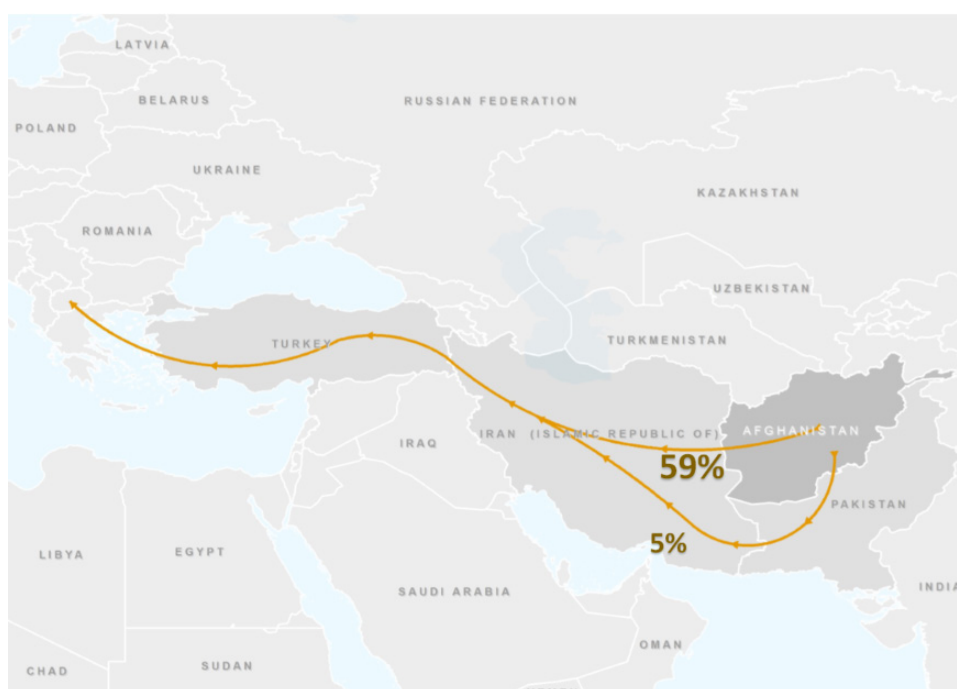 LATVIA
BELARUS
RUSSIAN FEDERATION
POLAND
UKRAINE
KAZAKHSTAN
ROMANIA
UZBEKISTAN
TURKEY
TURKMENISTAN
AFGHANISTAN
IRAN (ISLAMIC REPUBLIC OF)
IRAQ
59%
PAKISTAN
5%
LIBYA
EGYPT
SAUDI ARABIA
INDIA
OMAN
CHAD
SUDAN